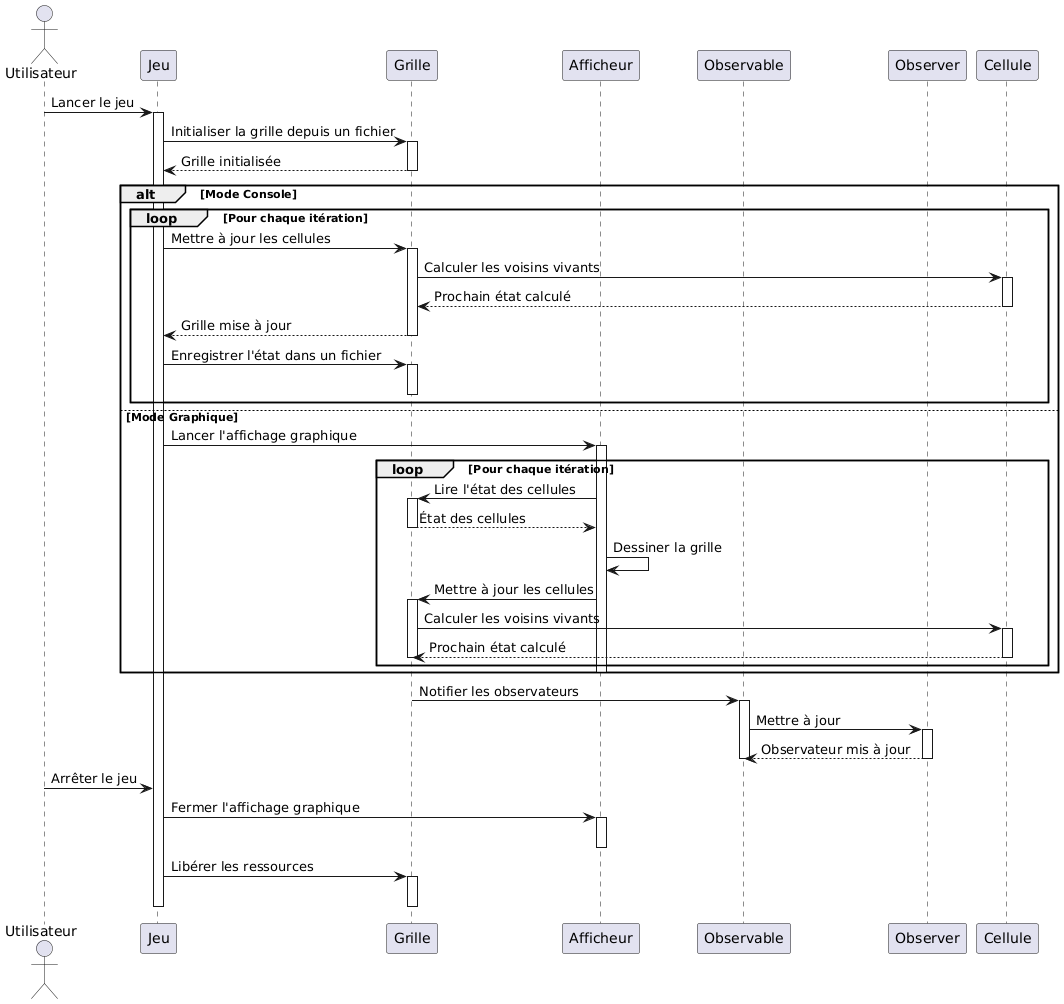 Utilisateur
Jeu
Grille
Afficheur
Observable
Observer
Cellule
Lancer le jeu
Initialiser la grille depuis un fichier
Grille initialisée
alt
[Mode Console]
loop
[Pour chaque itération]
Mettre à jour les cellules
Calculer les voisins vivants
Prochain état calculé
Grille mise à jour
Enregistrer l'état dans un fichier
[Mode Graphique]
Lancer l'affichage graphique
loop
[Pour chaque itération]
Lire l'état des cellules
État des cellules
Dessiner la grille
Mettre à jour les cellules
Calculer les voisins vivants
Prochain état calculé
Notifier les observateurs
Mettre à jour
Observateur mis à jour
Arrêter le jeu
Fermer l'affichage graphique
Libérer les ressources
Utilisateur
Jeu
Grille
Afficheur
Observable
Observer
Cellule